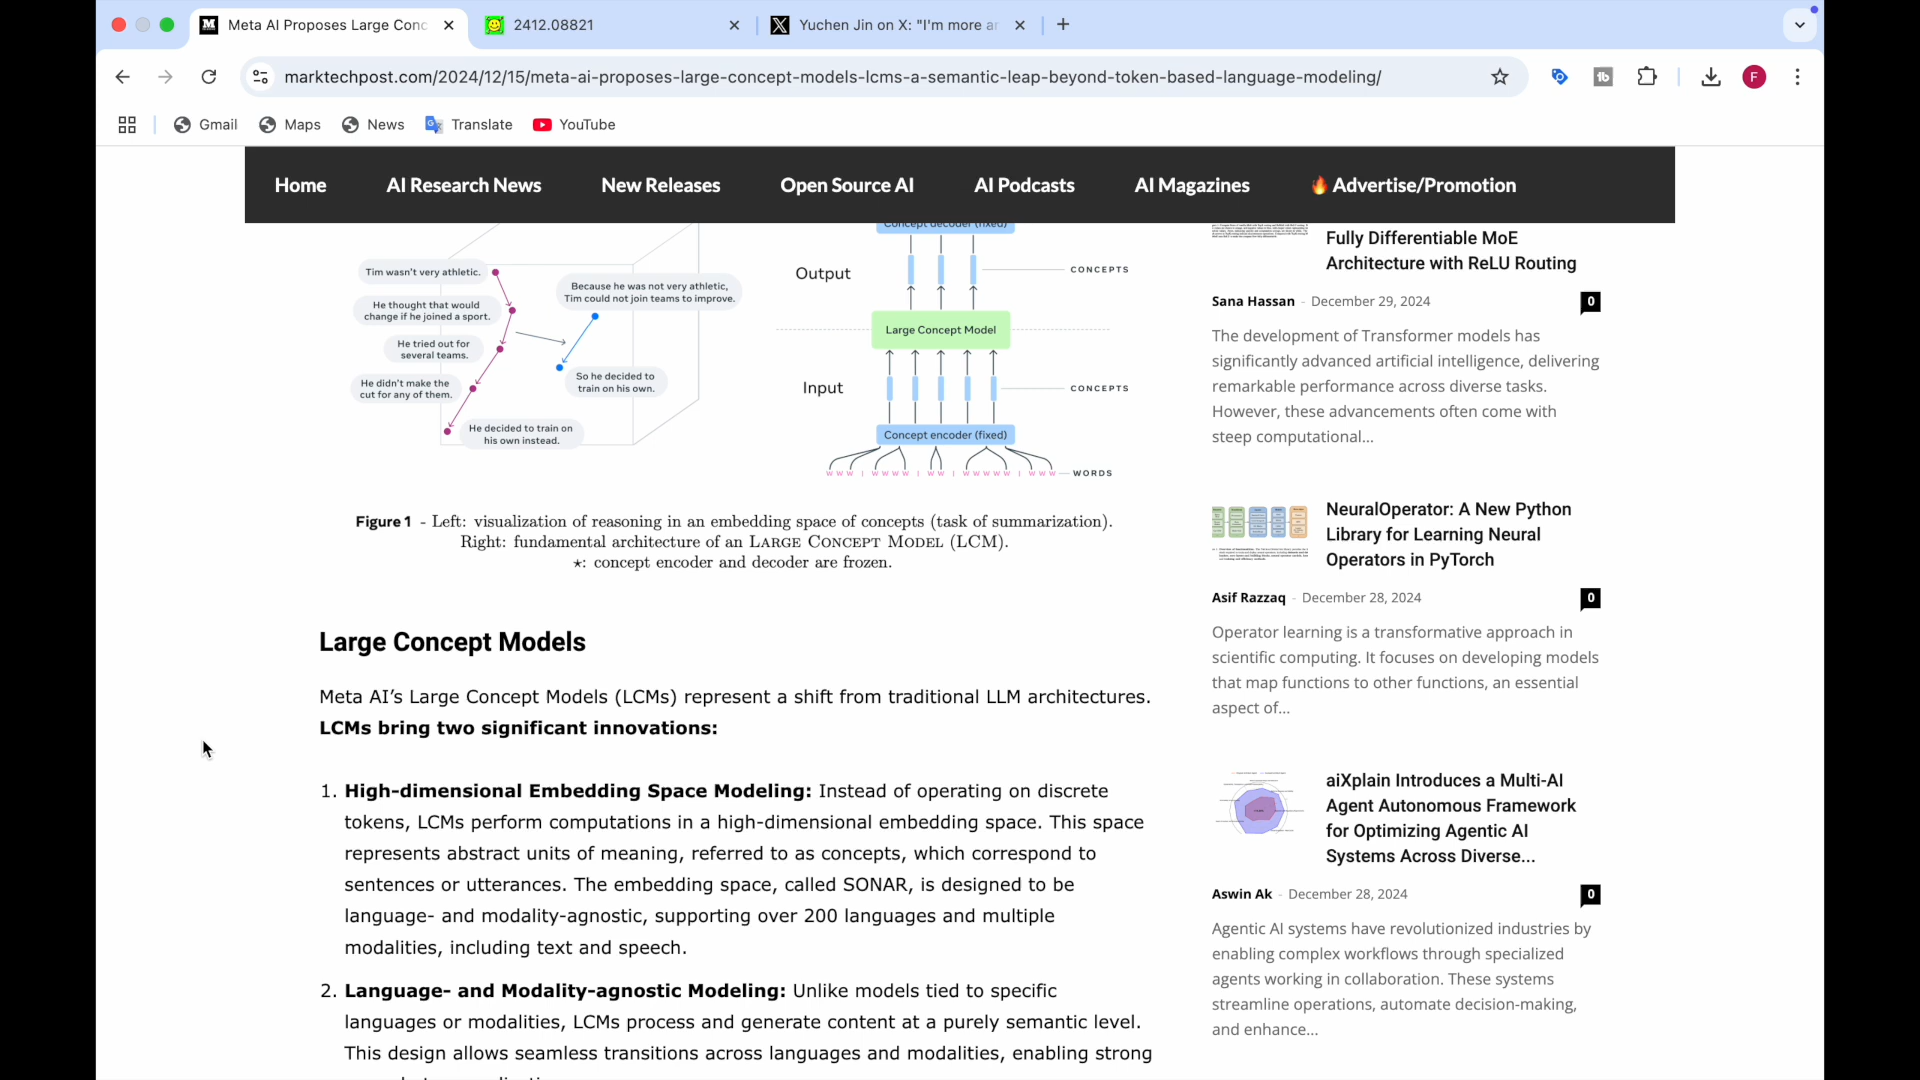 Meta AI Proposes Large Conc
2412.08821
Yuchen Jin on X: "I'm more ar
marktechpost.com/2024/12/15/meta-ai-proposes-large-concept-models-lcms-a-semantic-leap-beyond-token-based-language-modeling/
F
Gmail
Maps
News
Translate
YouTube
Home
AI Research News
New Releases
Open Source AI
AI Podcasts
AI Magazines
🔥Advertise/Promotion
Tim wasn't very athletic.
He thought that would
change if he joined a sport.
He tried out for
several teams.
He didn't make the
cut for any of them.
He decided to train on
his own instead.
Because he was not very athletic,
Tim could not join teams to improve.
So he decided to
train on his own.
Concept decoder (fixed)
Output
CONCEPTS
Large Concept Model
Input
CONCEPTS
Concept encoder (fixed)
W W W I W W W W I W W I W W W W W I W W W
WORDS
Figure 1 - Left: visualization of reasoning in an embedding space of concepts (task of summarization).
Right: fundamental architecture of an LARGE CONCEPT MODEL (LCM).
⋆: concept encoder and decoder are frozen.
Large Concept Models
Meta AI's Large Concept Models (LCMs) represent a shift from traditional LLM architectures.
LCMs bring two significant innovations:
1. High-dimensional Embedding Space Modeling: Instead of operating on discrete
tokens, LCMs perform computations in a high-dimensional embedding space. This space
represents abstract units of meaning, referred to as concepts, which correspond to
sentences or utterances. The embedding space, called SONAR, is designed to be
language- and modality-agnostic, supporting over 200 languages and multiple
modalities, including text and speech.
2. Language- and Modality-agnostic Modeling: Unlike models tied to specific
languages or modalities, LCMs process and generate content at a purely semantic level.
This design allows seamless transitions across languages and modalities, enabling strong
Fully Differentiable MoE
Architecture with ReLU Routing
Sana Hassan - December 29, 2024
0
The development of Transformer models has
significantly advanced artificial intelligence, delivering
remarkable performance across diverse tasks.
However, these advancements often come with
steep computational...
NeuralOperator: A New Python
Library for Learning Neural
Operators in PyTorch
Asif Razzaq - December 28, 2024
0
Operator learning is a transformative approach in
scientific computing. It focuses on developing models
that map functions to other functions, an essential
aspect of...
aiXplain Introduces a Multi-AI
Agent Autonomous Framework
for Optimizing Agentic AI
Systems Across Diverse...
Aswin Ak - December 28, 2024
0
Agentic AI systems have revolutionized industries by
enabling complex workflows through specialized
agents working in collaboration. These systems
streamline operations, automate decision-making,
and enhance...